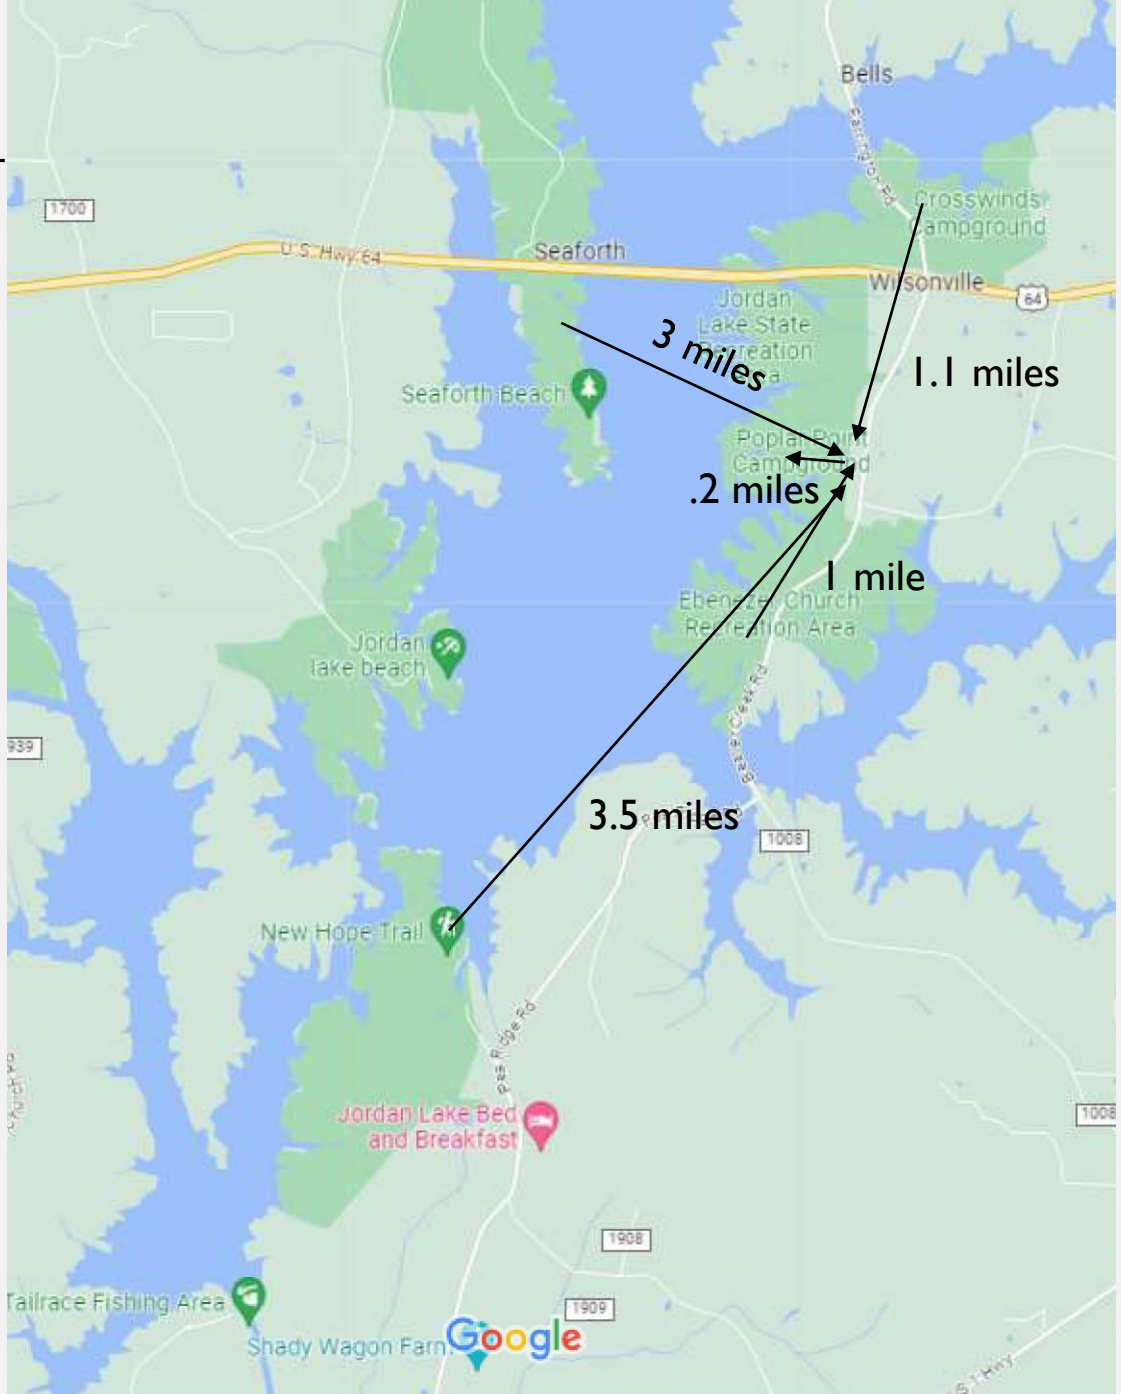 Bells
Farrington Rd
1700
Crosswinds
Campground
U.S. Hwy 64
Seaforth
Wilsonville
64
Jordan
Lake State
Recreation
Area
3 miles
1.1 miles
Seaforth Beach
Poplar Point
Campground
.2 miles
1 mile
Ebenezer Church
Recreation Area
Jordan
lake beach
Beaver Creek Rd
939
3.5 miles
1008
New Hope Trail
Pea Ridge Rd
Church Rd
Jordan Lake Bed
and Breakfast
1008
1908
Tailrace Fishing Area
1909
Google
Shady Wagon Farm
US 1 Hwy